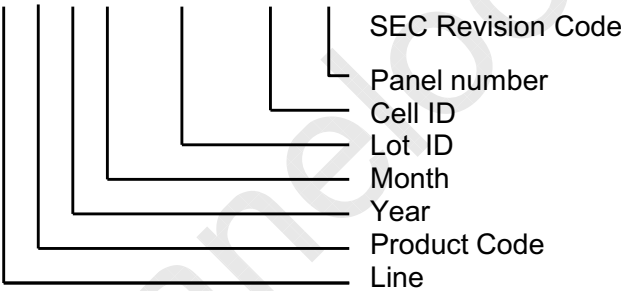 SEC Revision Code
Panel number
Cell ID
Lot ID
Month
Year
Product Code
Line